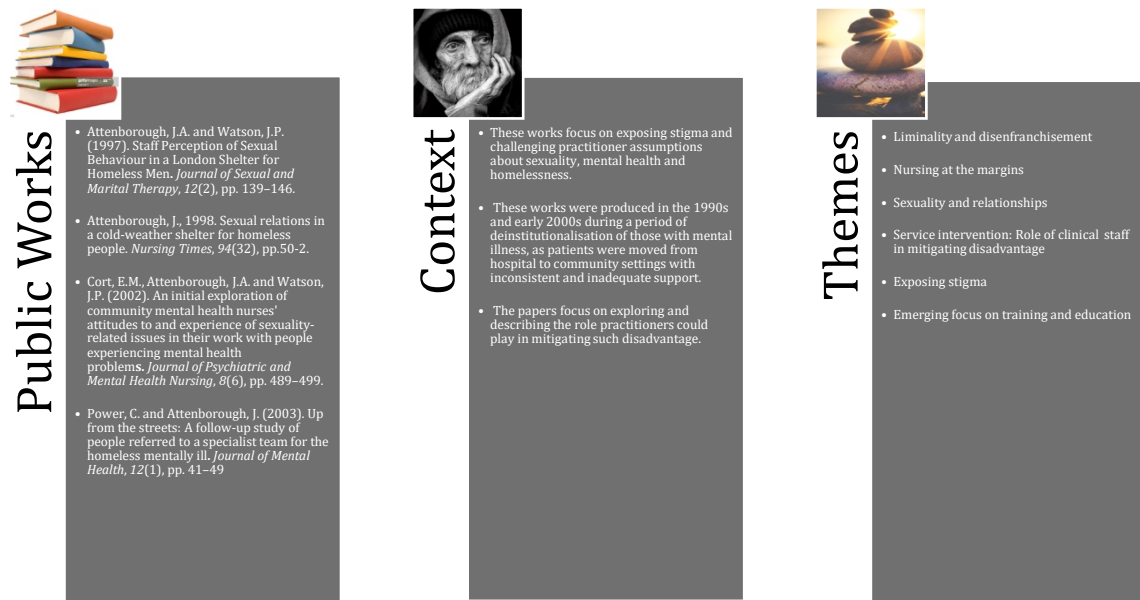 Public Works
• Attenborough, J.A. and Watson, J.P.
(1997). Staff Perception of Sexual
Behaviour in a London Shelter for
Homeless Men. Journal of Sexual and
Marital Therapy, 12(2), pp. 139–146.
• Attenborough, J., 1998. Sexual relations in
a cold-weather shelter for homeless
people. Nursing Times, 94(32), pp.50-2.
• Cort, E.M., Attenborough, J.A. and Watson,
J.P. (2002). An initial exploration of
community mental health nurses'
attitudes to and experience of sexuality-
related issues in their work with people
experiencing mental health
problems. Journal of Psychiatric and
Mental Health Nursing, 8(6), pp. 489–499.
• Power, C. and Attenborough, J. (2003). Up
from the streets: A follow-up study of
people referred to a specialist team for the
homeless mentally ill. Journal of Mental
Health, 12(1), pp. 41–49
Context
• These works focus on exposing stigma and
challenging practitioner assumptions
about sexuality, mental health and
homelessness.
• These works were produced in the 1990s
and early 2000s during a period of
deinstitutionalisation of those with mental
illness, as patients were moved from
hospital to community settings with
inconsistent and inadequate support.
• The papers focus on exploring and
describing the role practitioners could
play in mitigating such disadvantage.
Themes
• Liminality and disenfranchisement
• Nursing at the margins
• Sexuality and relationships
• Service intervention: Role of clinical staff
in mitigating disadvantage
• Exposing stigma
• Emerging focus on training and education